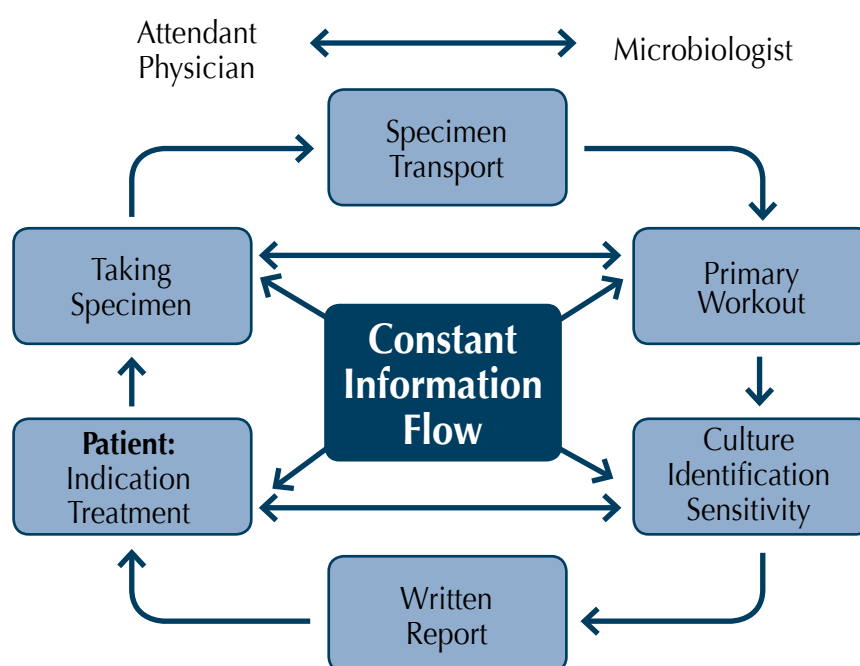 Attendant
Physician
Microbiologist
Specimen
Transport
Taking
Specimen
Primary
Workout
Constant
Information
Flow
Patient:
Indication
Treatment
Culture
Identification
Sensitivity
Written
Report